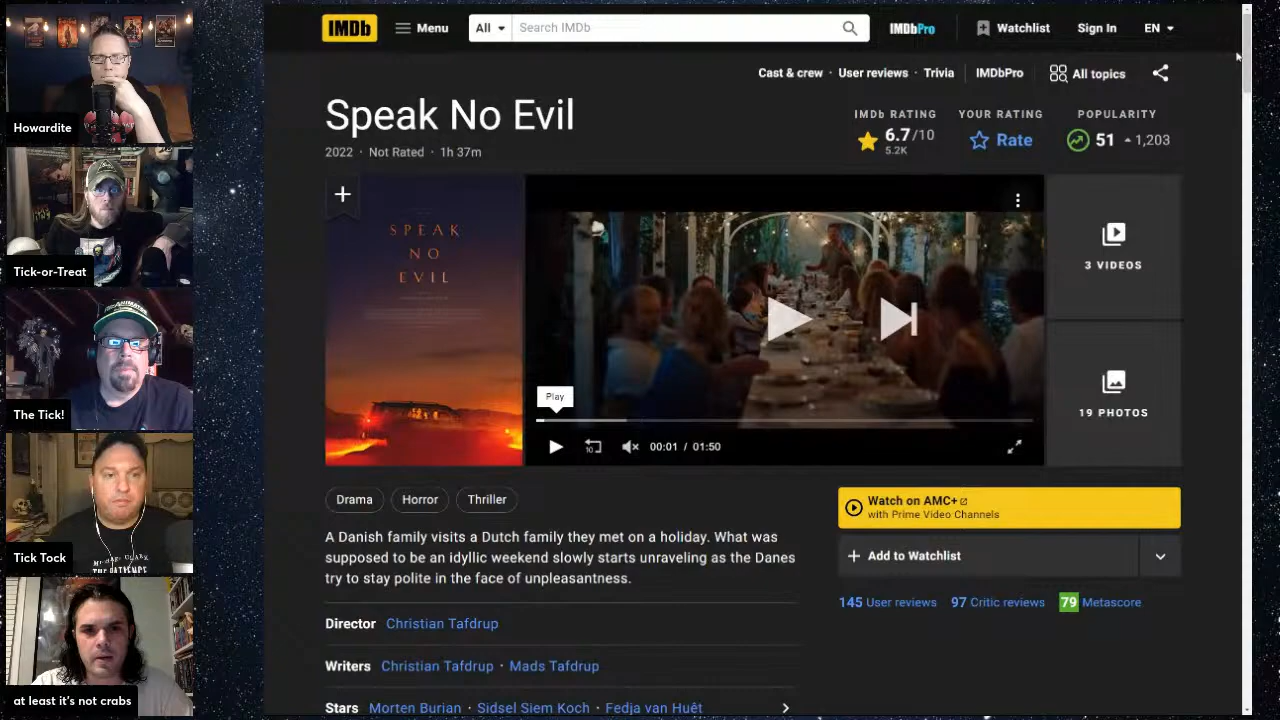 Howardite
Tick-or-Treat
The Tick!
Tick Tock
at least it's not crabs
IMDb
Menu
All
Search IMDb
IMDbPro
Watchlist
Sign In
EN
Cast & crew · User reviews · Trivia
IMDbPro
All topics
Speak No Evil
2022 · Not Rated · 1h 37m
IMDb RATING
6.7/10
5.2K
YOUR RATING
Rate
POPULARITY
51
1,203
SPEAK
NO
EVIL
Play
10
00:01 / 01:50
3 VIDEOS
19 PHOTOS
Drama
Horror
Thriller
A Danish family visits a Dutch family they met on a holiday. What was
supposed to be an idyllic weekend slowly starts unraveling as the Danes
try to stay polite in the face of unpleasantness.
Director Christian Tafdrup
Writers Christian Tafdrup · Mads Tafdrup
Stars Morten Burian · Sidsel Siem Koch · Fedja van Huêt
Watch on AMC+
with Prime Video Channels
Add to Watchlist
145 User reviews
97 Critic reviews
79 Metascore